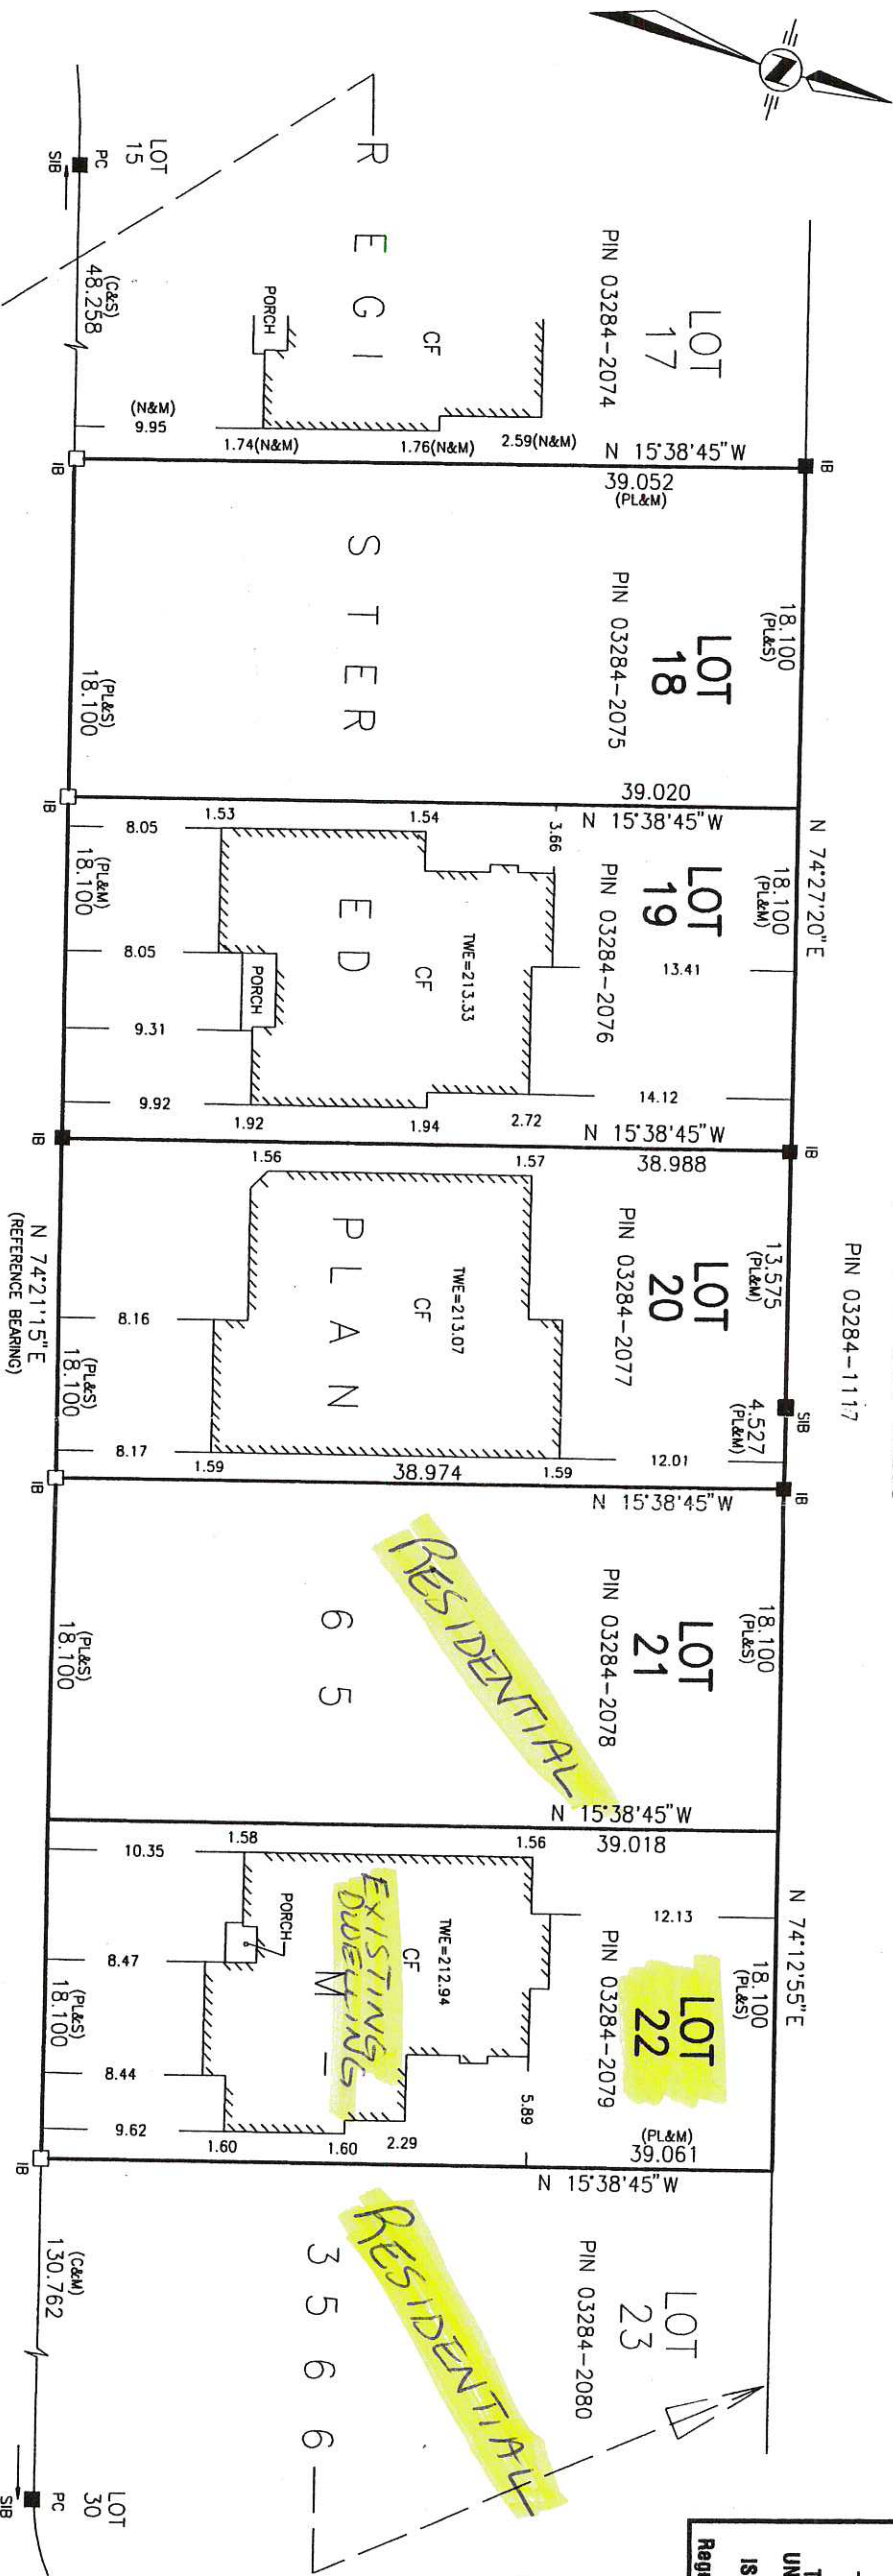 PIN 03284-1117
N 74°27'20"E
N 74°12'55"E
LOT
17
PIN 03284-2074
CF
PORCH
(N&M)
9.95
1.74(N&M)
1.76(N&M)
2.59(N&M)
N 15°38'45"W
39.052
(PL&M)
IB
IB
LOT
15
PC
SIB
(C&S)
48.258
18.100
(PL&S)
LOT
18
PIN 03284-2075
(PL&S)
18.100
39.020
N 15°38'45"W
IB
18.100
(PL&M)
LOT
19
PIN 03284-2076
TWE=213.33
CF
PORCH
1.53
1.54
3.66
13.41
14.12
8.05
8.05
9.31
9.92
1.92
1.94
2.72
(PL&M)
18.100
N 15°38'45"W
38.988
IB
IB
13.575
(PL&M)
SIB
4.527
(PL&M)
LOT
20
PIN 03284-2077
TWE=213.07
CF
1.56
1.57
8.16
8.17
1.59
1.59
12.01
38.974
N 15°38'45"W
(PL&S)
18.100
N 74°21'15"E
(REFERENCE BEARING)
IB
IB
18.100
(PL&S)
LOT
21
PIN 03284-2078
RESIDENTIAL
(PL&S)
18.100
N 15°38'45"W
39.018
18.100
(PL&S)
LOT
22
PIN 03284-2079
TWE=212.94
CF
EXISTING
DWELLING
PORCH
1.58
1.56
12.13
10.35
8.47
8.44
9.62
1.60
1.60
2.29
5.89
(PL&S)
18.100
(PL&M)
39.061
N 15°38'45"W
IB
LOT
23
PIN 03284-2080
RESIDENTIAL
(C&M)
130.762
LOT
30
PC
SIB
REGISTERED PLAN 65M-3566
T
UN
IS
Regi